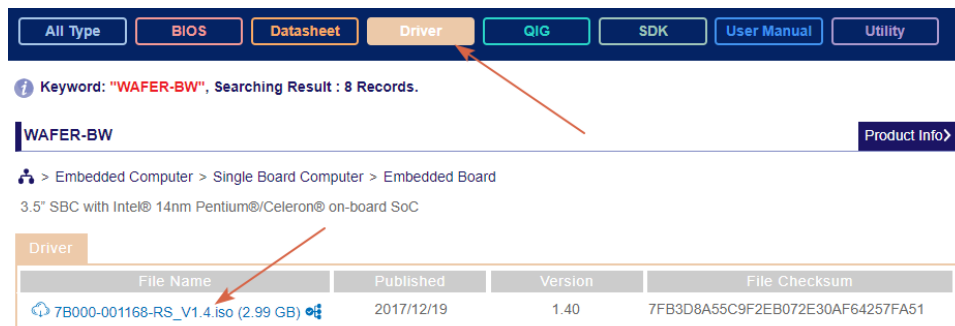 All Type BIOS Datasheet Driver QIG SDK User Manual Utility
Keyword: "WAFER-BW", Searching Result : 8 Records.
WAFER-BW Product Info
> Embedded Computer > Single Board Computer > Embedded Board
3.5" SBC with Intel® 14nm Pentium®/Celeron® on-board SoC
Driver
File Name Published Version File Checksum
7B000-001168-RS_V1.4.iso (2.99 GB) 2017/12/19 1.40 7FB3D8A55C9F2EB072E30AF64257FA51